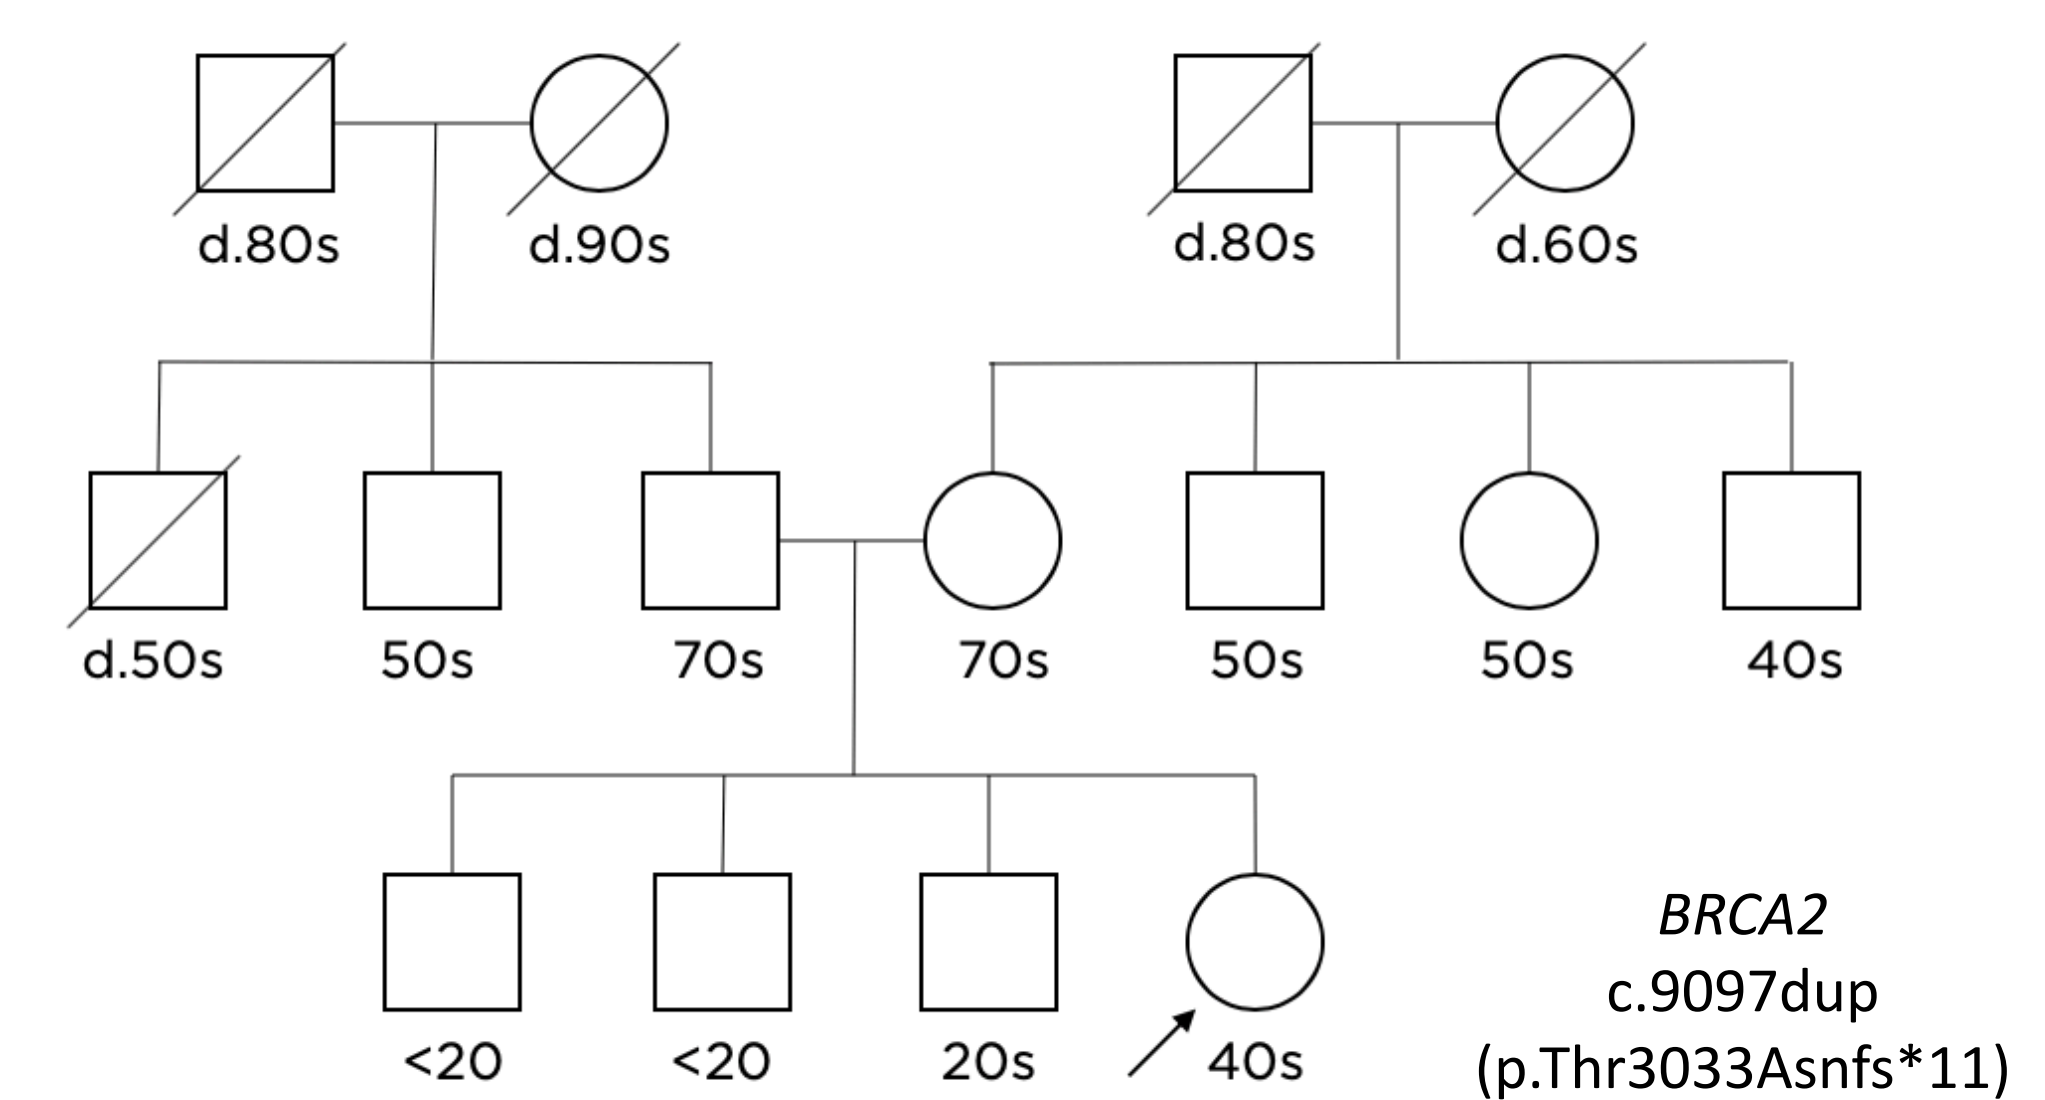 d.80s d.90s d.80s d.60s
d.50s 50s 70s 70s 50s 50s 40s
<20 <20 20s 40s
BRCA2
c.9097dup
(p.Thr3033Asnfs*11)